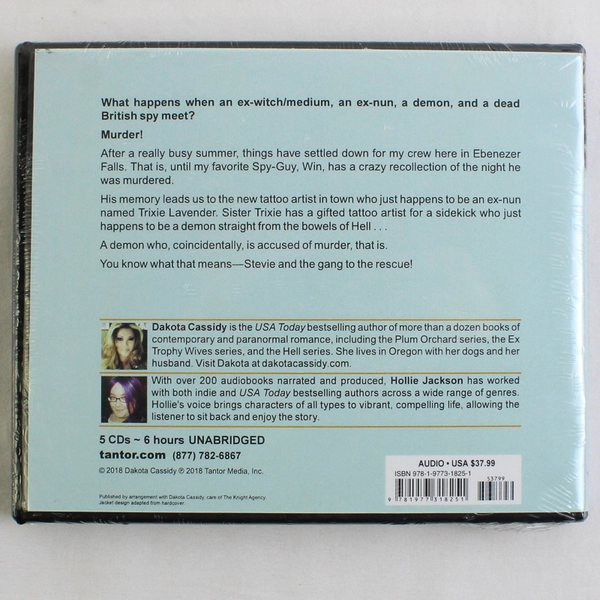 What happens when an ex-witch/medium, an ex-nun, a demon, and a dead
British spy meet?
Murder!
After a really busy summer, things have settled down for my crew here in Ebenezer
Falls. That is, until my favorite Spy-Guy, Win, has a crazy recollection of the night he
was murdered.
His memory leads us to the new tattoo artist in town who just happens to be an ex-nun
named Trixie Lavender. Sister Trixie has a gifted tattoo artist for a sidekick who just
happens to be a demon straight from the bowels of Hell . . .
A demon who, coincidentally, is accused of murder, that is.
You know what that means—Stevie and the gang to the rescue!
Dakota Cassidy is the USA Today bestselling author of more than a dozen books of
contemporary and paranormal romance, including the Plum Orchard series, the Ex
Trophy Wives series, and the Hell series. She lives in Oregon with her dogs and her
husband. Visit Dakota at dakotacassidy.com.
With over 200 audiobooks narrated and produced, Hollie Jackson has worked
with both indie and USA Today bestselling authors across a wide range of genres.
Hollie's voice brings characters of all types to vibrant, compelling life, allowing the
listener to sit back and enjoy the story.
5 CDs ~ 6 hours UNABRIDGED
tantor.com (877) 782-6867
© 2018 Dakota Cassidy ℗ 2018 Tantor Media, Inc.
Published by arrangement with Dakota Cassidy, care of The Knight Agency.
Jacket design adapted from hardcover.
AUDIO • USA $37.99
ISBN 978-1-9773-1825-1
53799
9 781977 318251